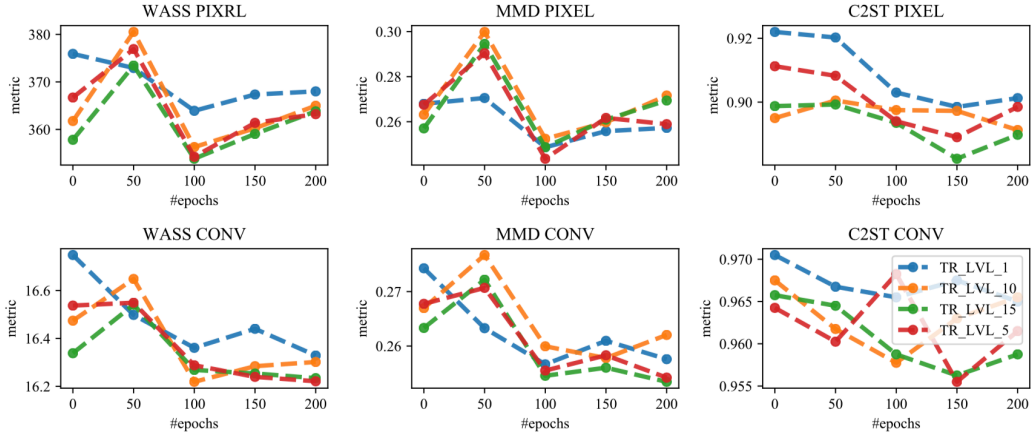 WASS PIXRL
metric
380
370
360
0 50 100 150 200
#epochs
MMD PIXEL
metric
0.30
0.28
0.26
0 50 100 150 200
#epochs
C2ST PIXEL
metric
0.92
0.90
0 50 100 150 200
#epochs
WASS CONV
metric
16.6
16.4
16.2
0 50 100 150 200
#epochs
MMD CONV
metric
0.27
0.26
0 50 100 150 200
#epochs
C2ST CONV
metric
0.970
0.965
0.960
0.955
0 50 100 150 200
#epochs
TR_LVL_1
TR_LVL_10
TR_LVL_15
TR_LVL_5